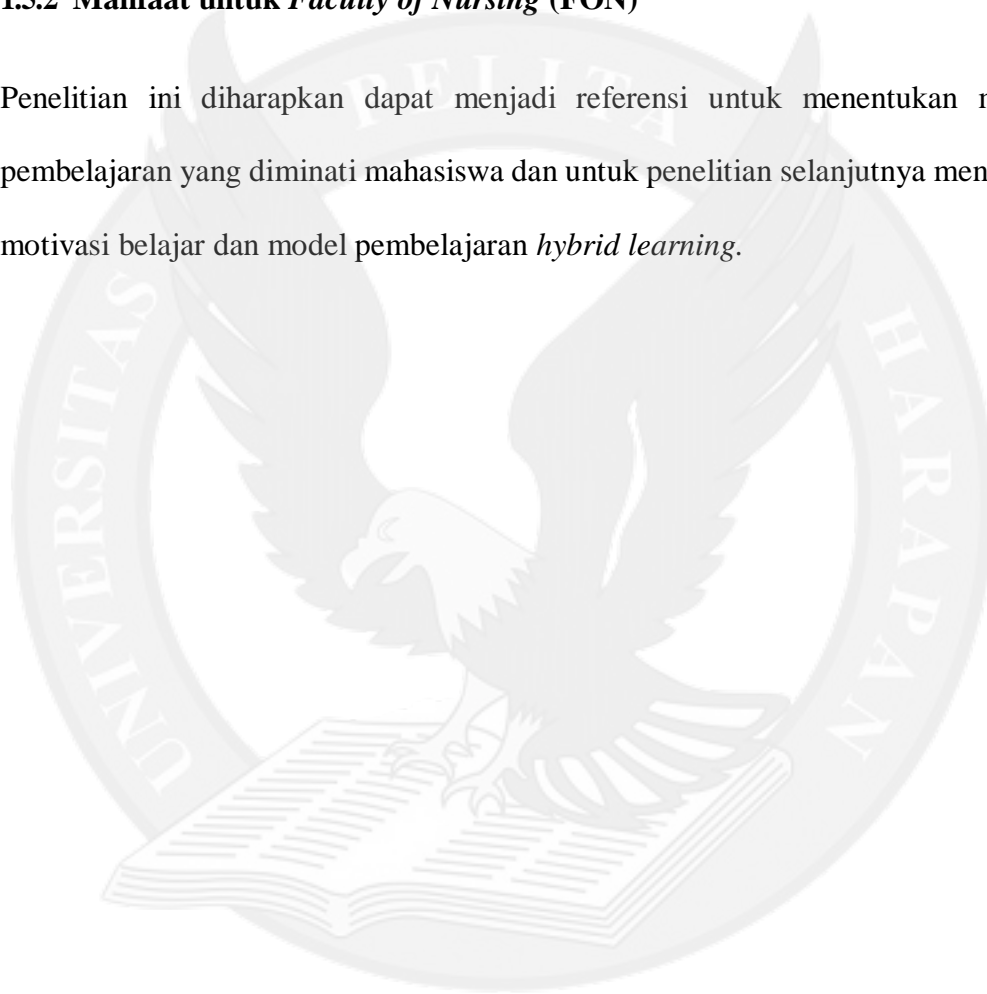 1.5.2 Manfaat untuk Faculty of Nursing (FON)
Penelitian ini diharapkan dapat menjadi referensi untuk menentukan
pembelajaran yang diminati mahasiswa dan untuk penelitian selanjutnya
motivasi belajar dan model pembelajaran hybrid learning.
UNIVERSITAS PELITA HARAPAN